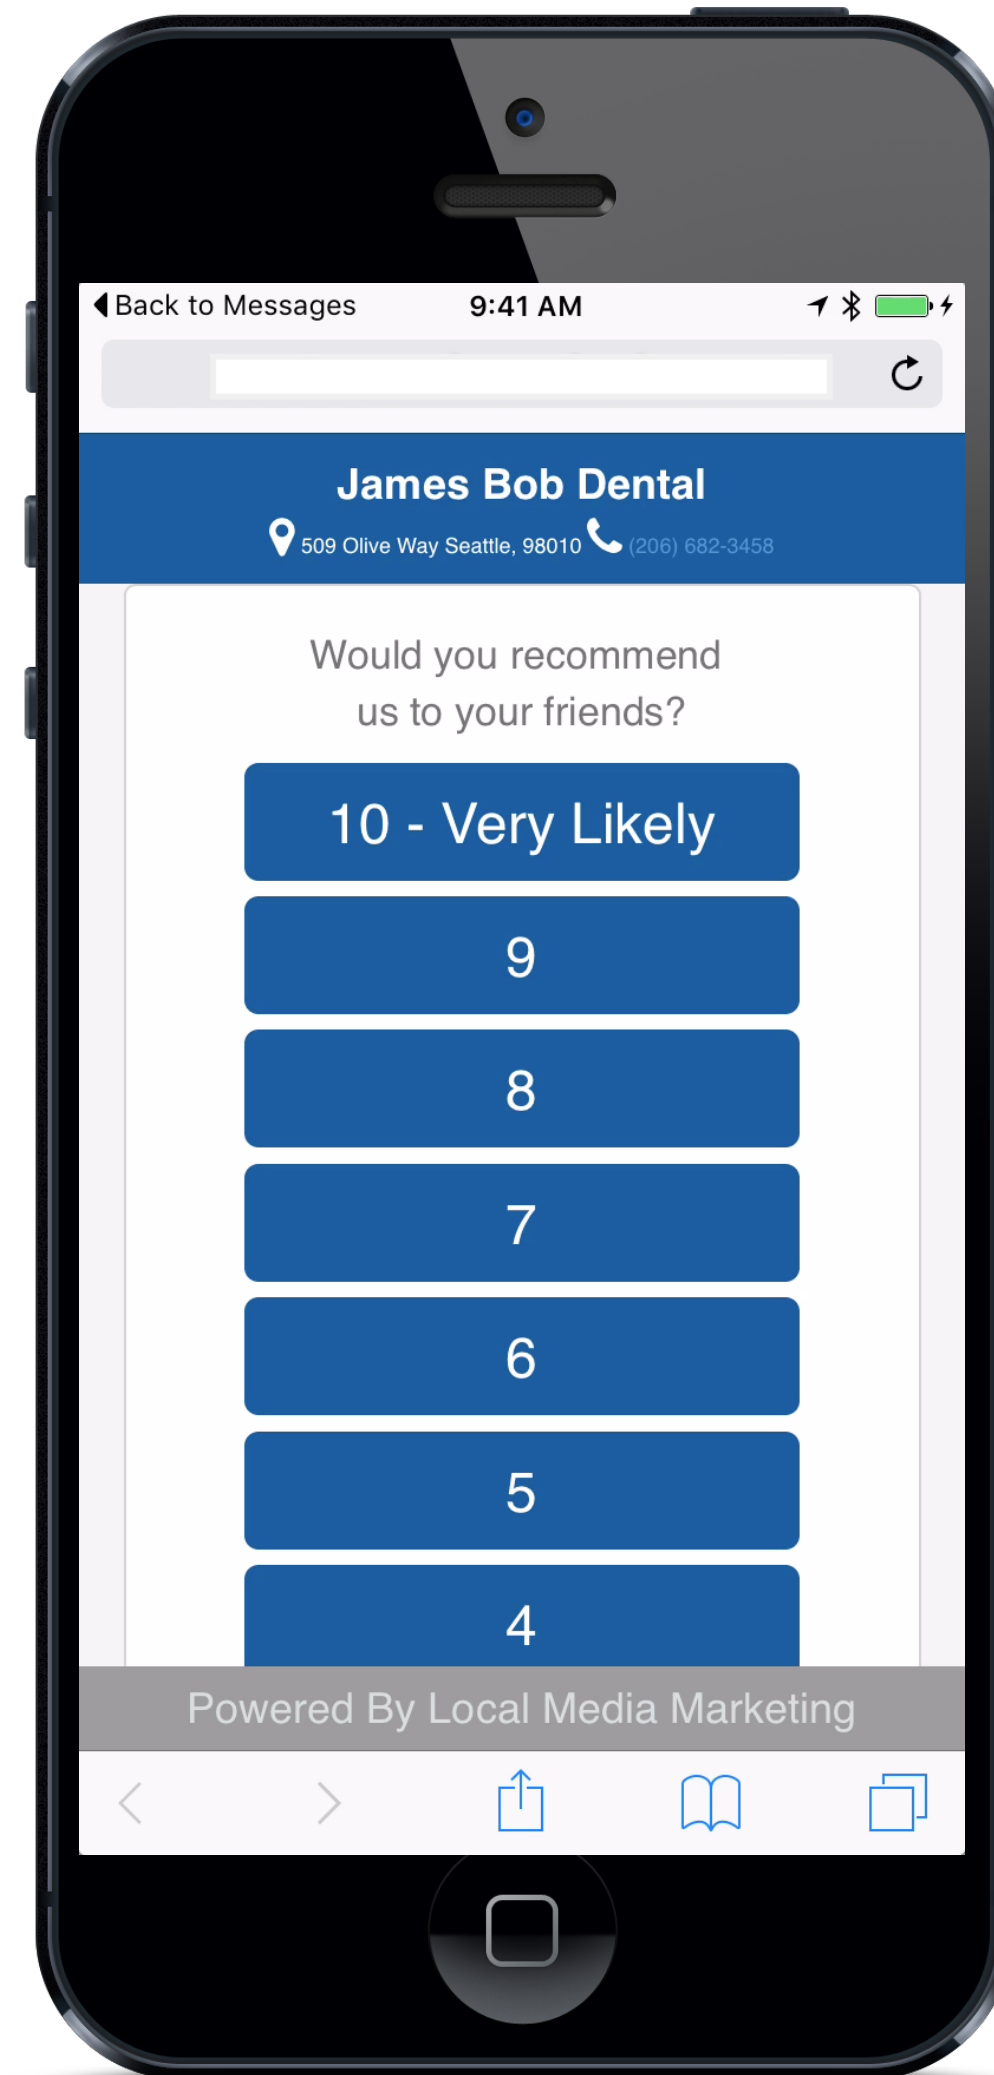 Back to Messages 9:41 AM
James Bob Dental
509 Olive Way Seattle, 98010 (206) 682-3458
Would you recommend
us to your friends?
10 - Very Likely
9
8
7
6
5
4
Powered By Local Media Marketing